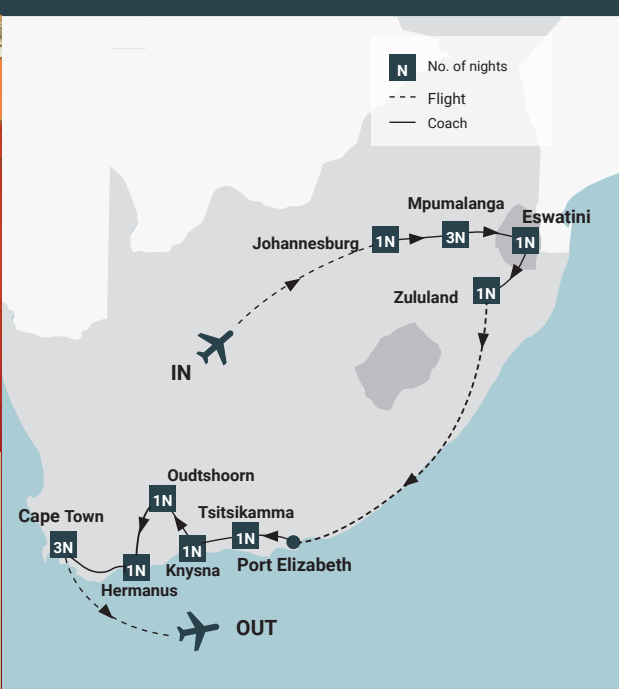 N No. of nights
Flight
Coach
Mpumalanga
Eswatini
Johannesburg 1N 3N 1N
Zululand 1N
IN
Oudtshoorn
1N
Cape Town Tsitsikamma
3N 1N 1N
Knysna Port Elizabeth
1N
Hermanus
OUT